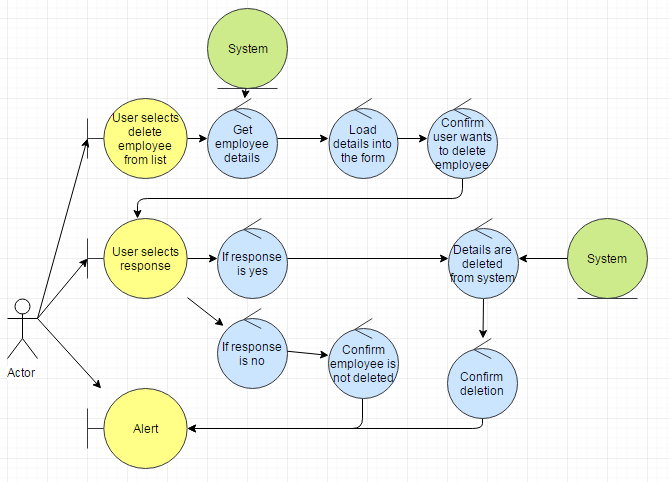 System
User selects
delete
employee
from list
Get
employee
details
Load
details into
the form
Confirm
user wants
to delete
employee
User selects
response
If response
is yes
Details are
deleted
from system
System
If response
is no
Confirm
employee is
not deleted
Actor
Confirm
deletion
Alert